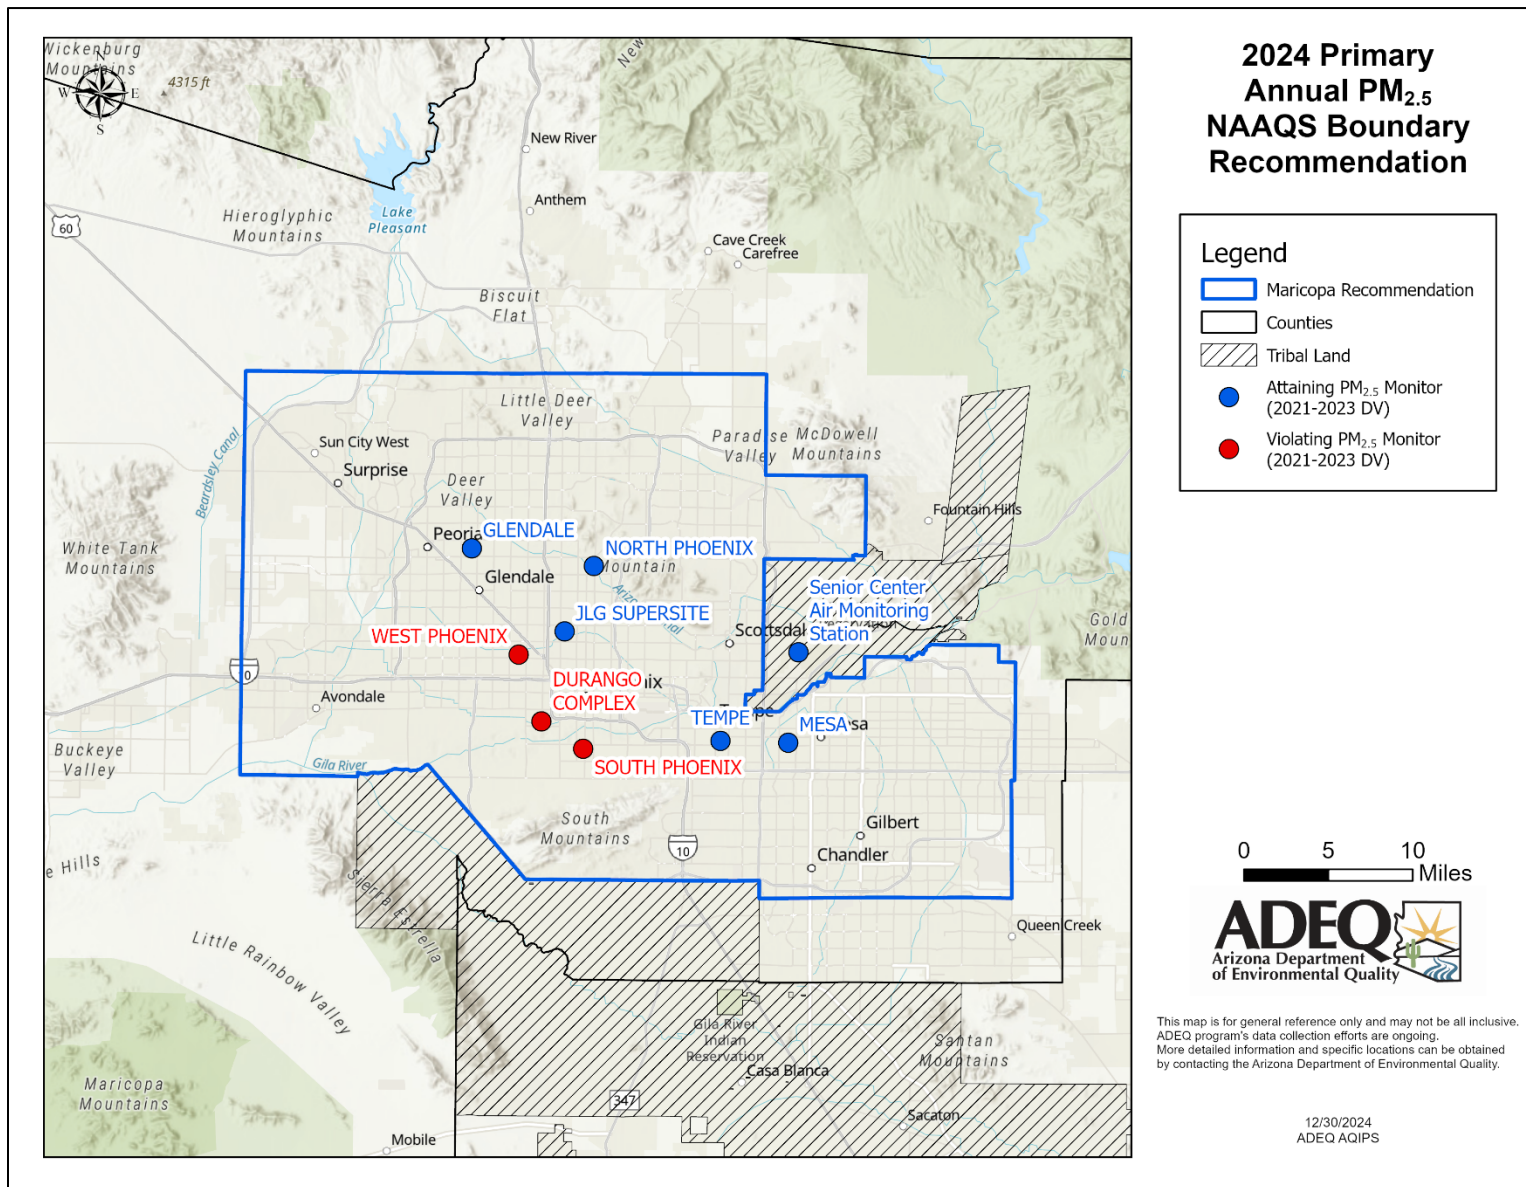 2024 Primary
Annual PM2.5
NAAQS Boundary
Recommendation
Legend
Maricopa Recommendation
Counties
Tribal Land
Attaining PM2.5 Monitor
(2021-2023 DV)
Violating PM2.5 Monitor
(2021-2023 DV)
Wickenburg
Mountains
N
W
E
S
4315 ft
New
New River
Anthem
60
Hieroglyphic
Mountains
Lake
Pleasant
Cave Creek
Carefree
Biscuit
Flat
Little Deer
Valley
Paradise
Valley
McDowell
Mountains
Beardsley Canal
Sun City West
Surprise
Deer
Valley
Fountain Hills
White Tank
Mountains
Peoria
GLENDALE
NORTH PHOENIX
Mountain
Glendale
Senior Center
Air Monitoring
Station
JLG SUPERSITE
WEST PHOENIX
Scottsdal
Gold
Moun
DURANGO
COMPLEX
ix
Avondale
TEMPE
MESA
sa
Buckeye
Valley
Gila River
SOUTH PHOENIX
South
Mountains
10
Gilbert
Chandler
e Hills
Sierra Estrella
Queen Creek
Little Rainbow Valley
Gila River
Indian
Reservation
Santan
Mountains
Casa Blanca
Maricopa
Mountains
347
Sacaton
Mobile
0 5 10
Miles
ADEQ
Arizona Department
of Environmental Quality
This map is for general reference only and may not be all inclusive.
ADEQ program's data collection efforts are ongoing.
More detailed information and specific locations can be obtained
by contacting the Arizona Department of Environmental Quality.
12/30/2024
ADEQ AQIPS